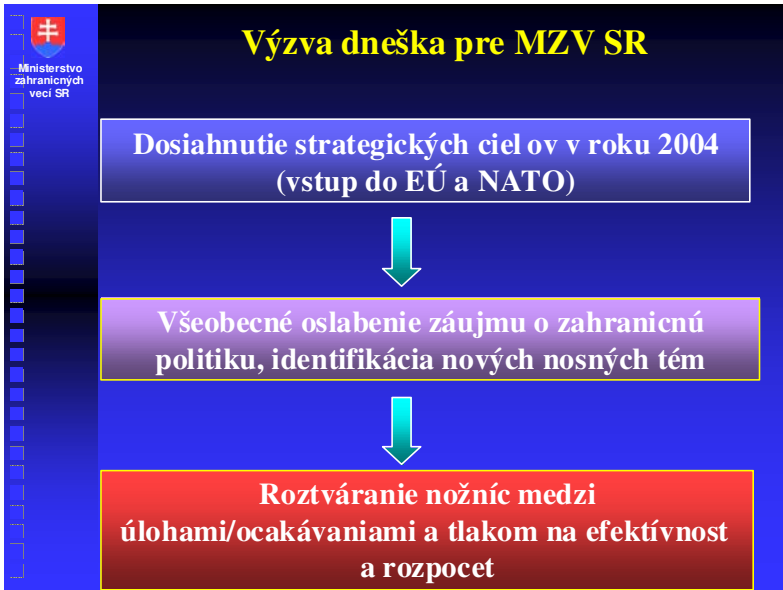 Ministerstvo
zahranicných
vecí SR
Výzva dneška pre MZV SR
Dosiahnutie strategických ciel ov v roku 2004
(vstup do EÚ a NATO)
Všeobecné oslabenie záujmu o zahranicnú
politiku, identifikácia nových nosných tém
Roztváranie nožníc medzi
úlohami/ocakávaniami a tlakom na efektívnost
a rozpocet